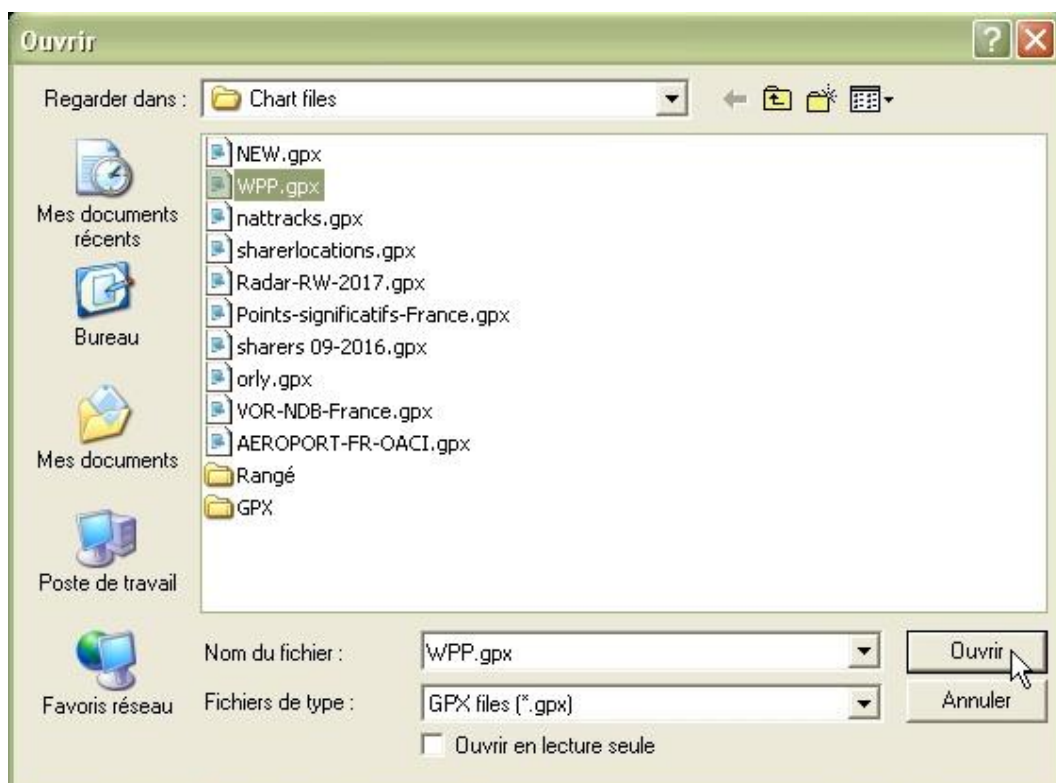 Ouvrir
Regarder dans : Chart files
NEW.gpx
WPP.gpx
nattracks.gpx
sharerlocations.gpx
Radar-RW-2017.gpx
Points-significatifs-France.gpx
sharers 09-2016.gpx
orly.gpx
VOR-NDB-France.gpx
AEROPORT-FR-OACI.gpx
Rangé
GPX
Mes documents
récents
Bureau
Mes documents
Poste de travail
Favoris réseau
Nom du fichier : WPP.gpx Ouvrir
Fichiers de type : GPX files (*.gpx) Annuler
Ouvrir en lecture seule